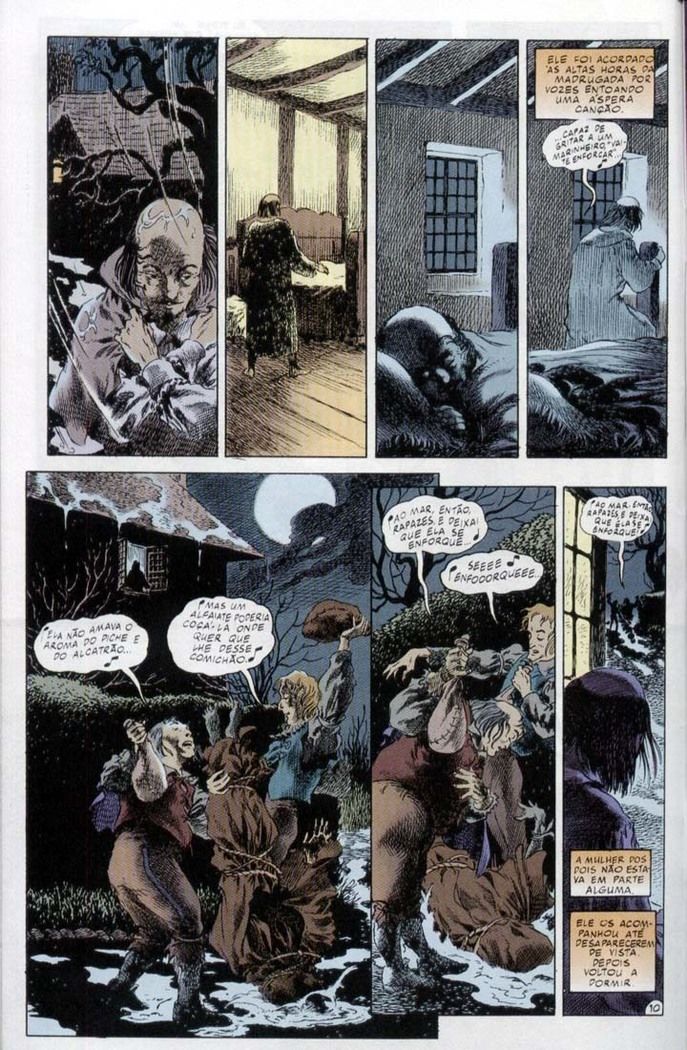 ELE FOI ACORDADO
AS ALTAS HORAS DA
MADRUGADA POR
VOZES ENTOANDO
UMA ÁSPERA
CANÇÃO.
...CAPAZ DE
GRITAR A UM
MARINHEIRO, "VAI-
TE ENFORCAR"...
ELA NÃO AMAVA O
AROMA DO PICHE E
DO ALCATRÃO...
MAS UM
ALFAIATE PODERIA
COÇÁ-LA ONDE
QUER QUE
LHE DESSE
COMICHÃO.
AO MAR, ENTÃO,
RAPAZES, E DEIXAI
QUE ELA SE
ENFORQUE...
SEEEE
ENFOOORQUEEE...
AO MAR, ENTÃO
RAPAZES, E DEIXAI
QUE ELA SE
ENFORQUE!
A MULHER DOS
DOIS NÃO ESTA-
VA EM PARTE
ALGUMA.
ELE OS ACOM-
PANHOU ATÉ
DESAPARECEREM
DE VISTA.
DEPOIS
VOLTOU A
DORMIR.
10